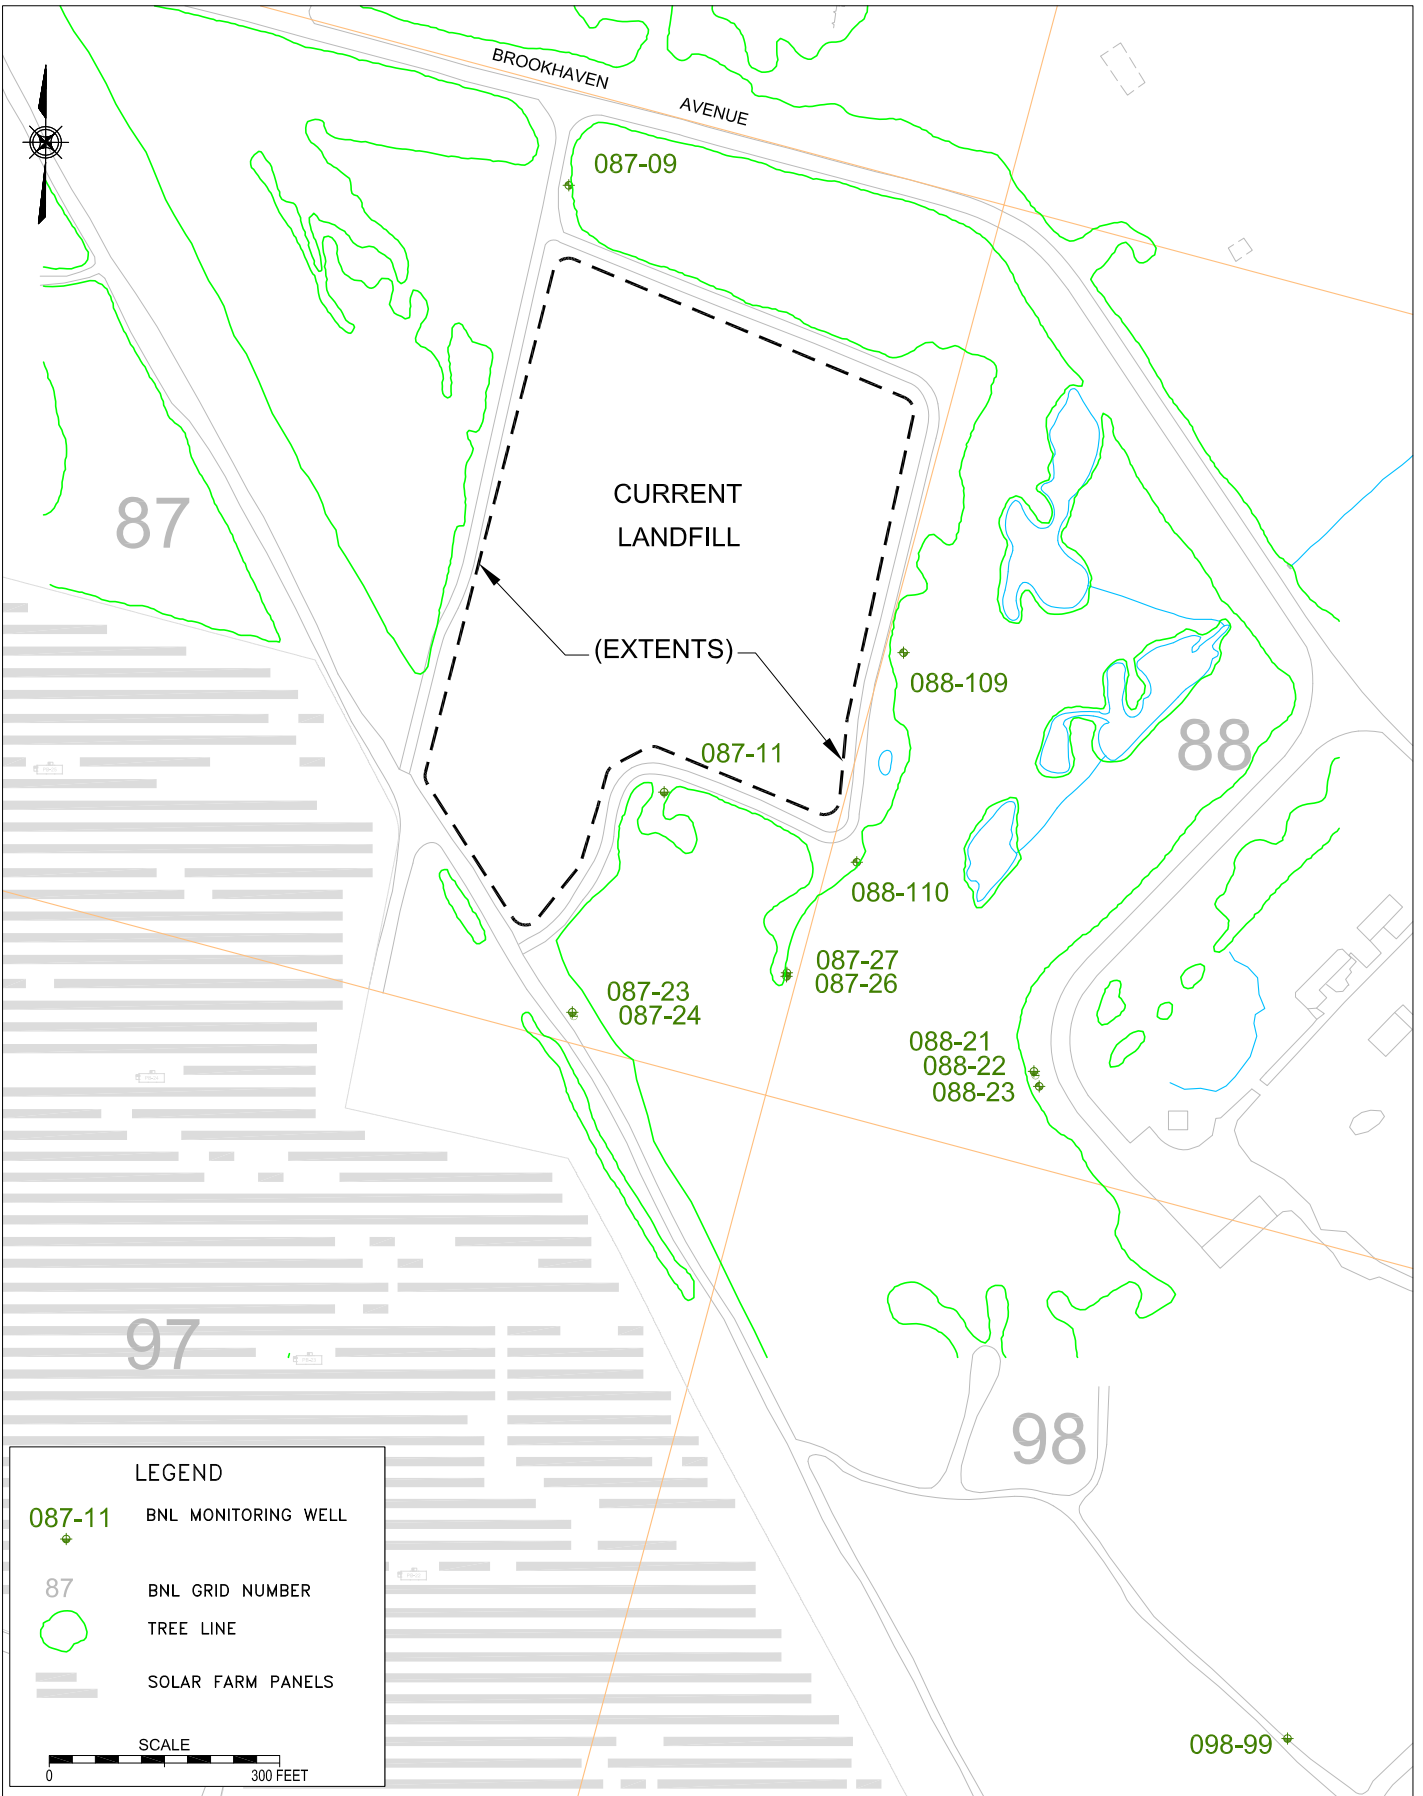 BROOKHAVEN
AVENUE
087-09
CURRENT
LANDFILL
87
(EXTENTS)
088-109
88
087-11
088-110
087-27
087-26
087-23
087-24
088-21
088-22
088-23
97
98
LEGEND
087-11 BNL MONITORING WELL
87 BNL GRID NUMBER
TREE LINE
SOLAR FARM PANELS
SCALE
0 300 FEET
098-99